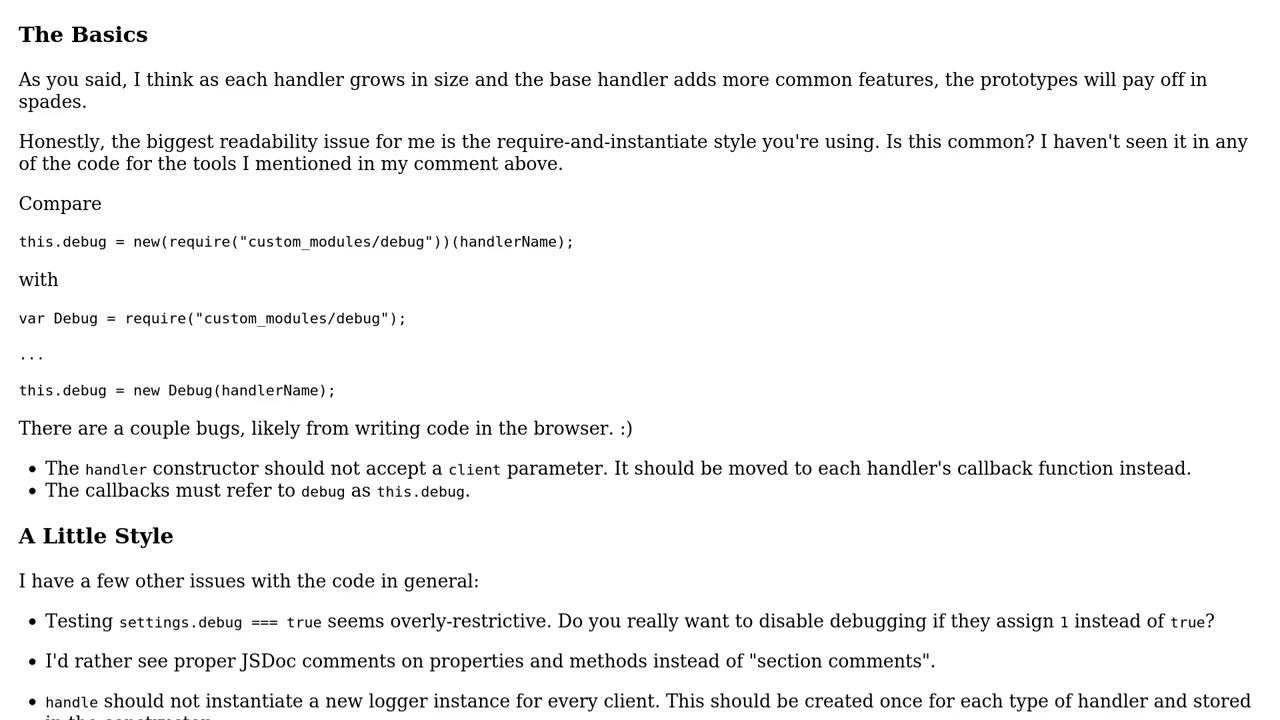 The Basics
As you said, I think as each handler grows in size and the base handler adds more common features, the prototypes will pay off in
spades.
Honestly, the biggest readability issue for me is the require-and-instantiate style you're using. Is this common? I haven't seen it in any
of the code for the tools I mentioned in my comment above.
Compare
this.debug = new(require("custom_modules/debug"))(handlerName);
with
var Debug = require("custom_modules/debug");
...
this.debug = new Debug(handlerName);
There are a couple bugs, likely from writing code in the browser. :)
• The handler constructor should not accept a client parameter. It should be moved to each handler's callback function instead.
• The callbacks must refer to debug as this.debug.
A Little Style
I have a few other issues with the code in general:
• Testing settings.debug === true seems overly-restrictive. Do you really want to disable debugging if they assign 1 instead of true?
• I'd rather see proper JSDoc comments on properties and methods instead of "section comments".
• handle should not instantiate a new logger instance for every client. This should be created once for each type of handler and stored
in the constructor.